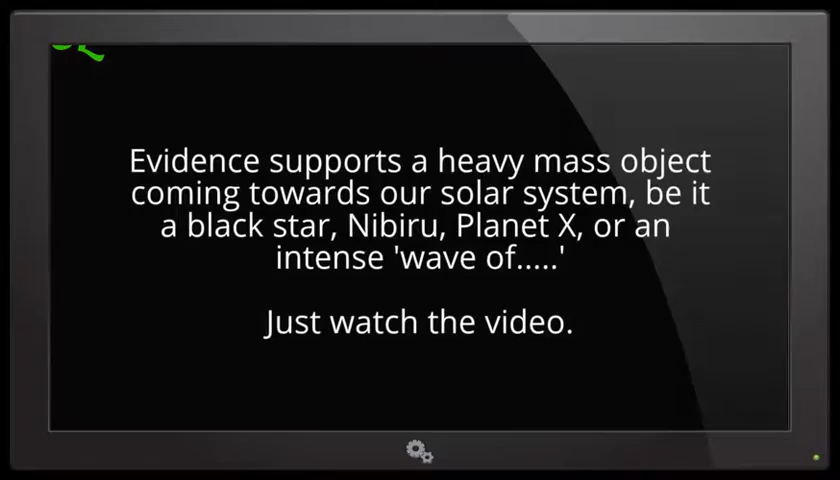 Evidence supports a heavy mass object
coming towards our solar system, be it
a black star, Nibiru, Planet X, or an
intense 'wave of.....'
Just watch the video.